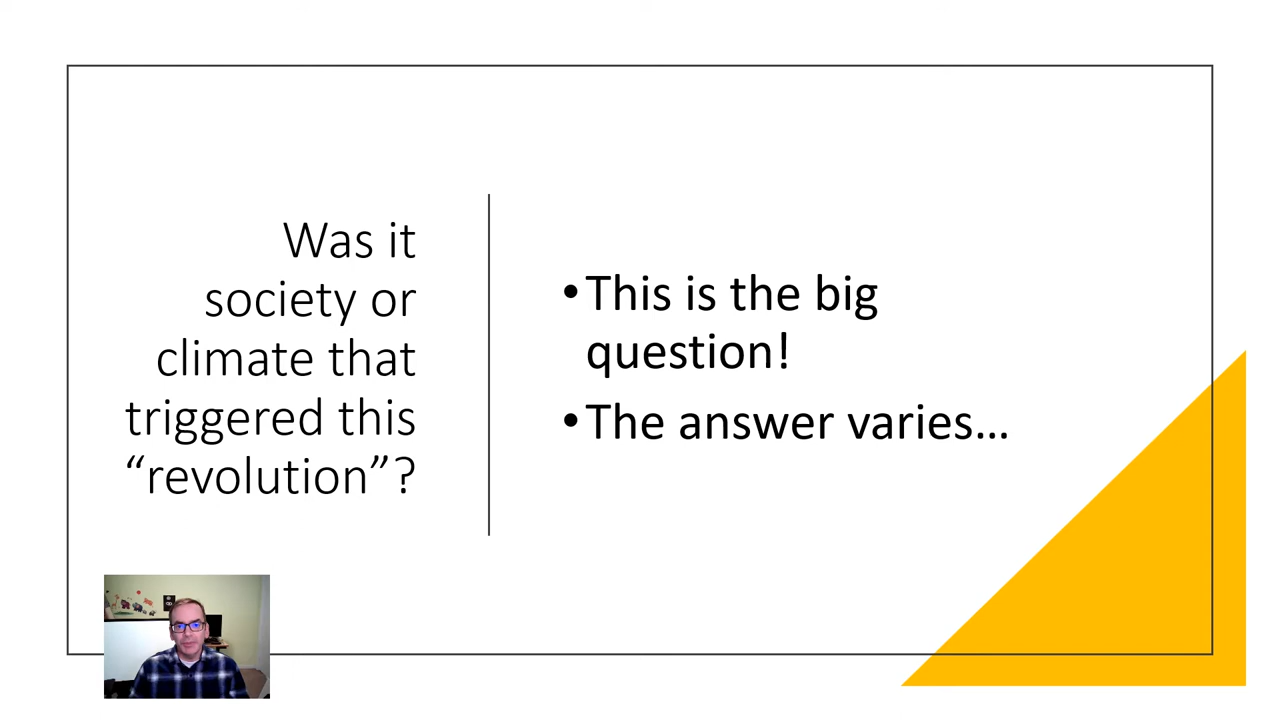 Was it
society or
climate that
triggered this
“revolution”?
•This is the big
question!
•The answer varies…